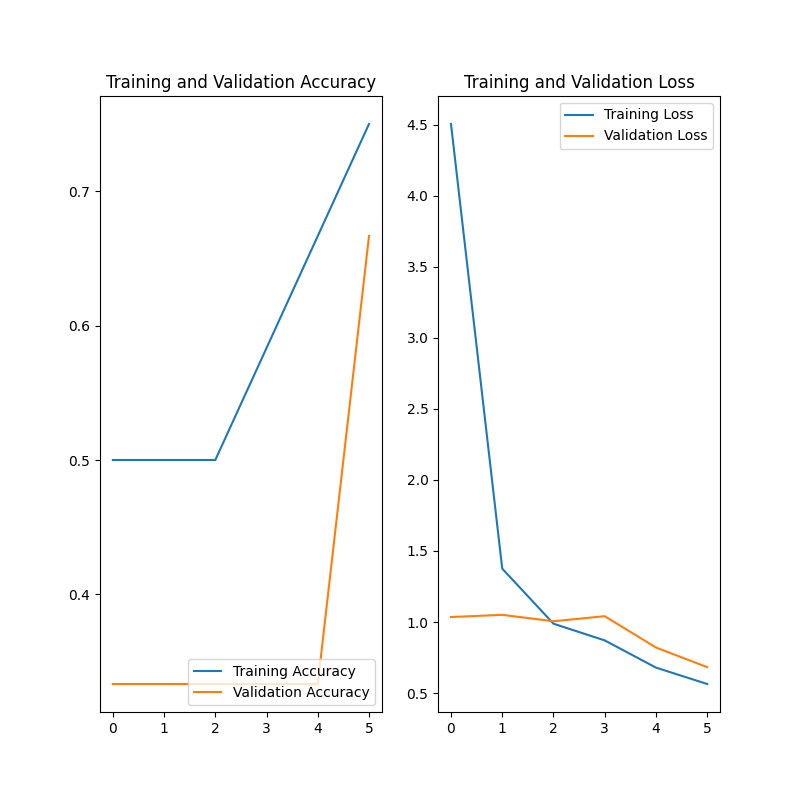 Training and Validation Accuracy
0.7
0.6
0.5
0.4
Training Accuracy
Validation Accuracy
0 1 2 3 4 5
Training and Validation Loss
4.5
4.0
3.5
3.0
2.5
2.0
1.5
1.0
0.5
Training Loss
Validation Loss
0 1 2 3 4 5